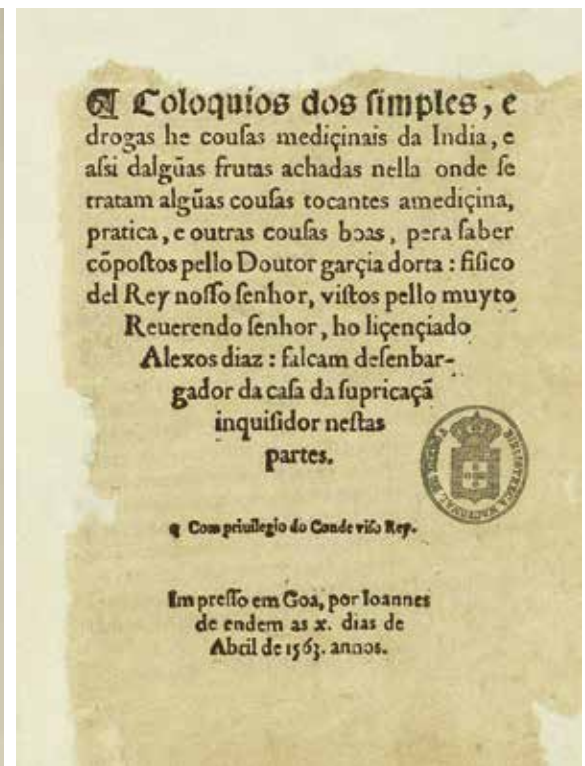 ¶ Coloquios dos ſimples, e
drogas he couſas mediçinais da India, e
aſsi dalgũas frutas achadas nella onde ſe
tratam algũas couſas tocantes amediçina,
pratica, e outras couſas boas, pera ſaber
cõpoſtos pello Doutor garçia dorta : fiſico
del Rey noſſo ſenhor, viſtos pello muyto
Reuerendo ſenhor, ho liçençiado
Alexos diaz : falcam deſenbar-
gador da caſa da ſupricaçã
inquiſidor neſtas
partes.
¶ Com priuilegio do Conde viſo Rey.
Impreſſo em Goa, por Ioannes
de endem as x. dias de
Abril de 1563. annos.
BIBLIOTHECA NACIONAL